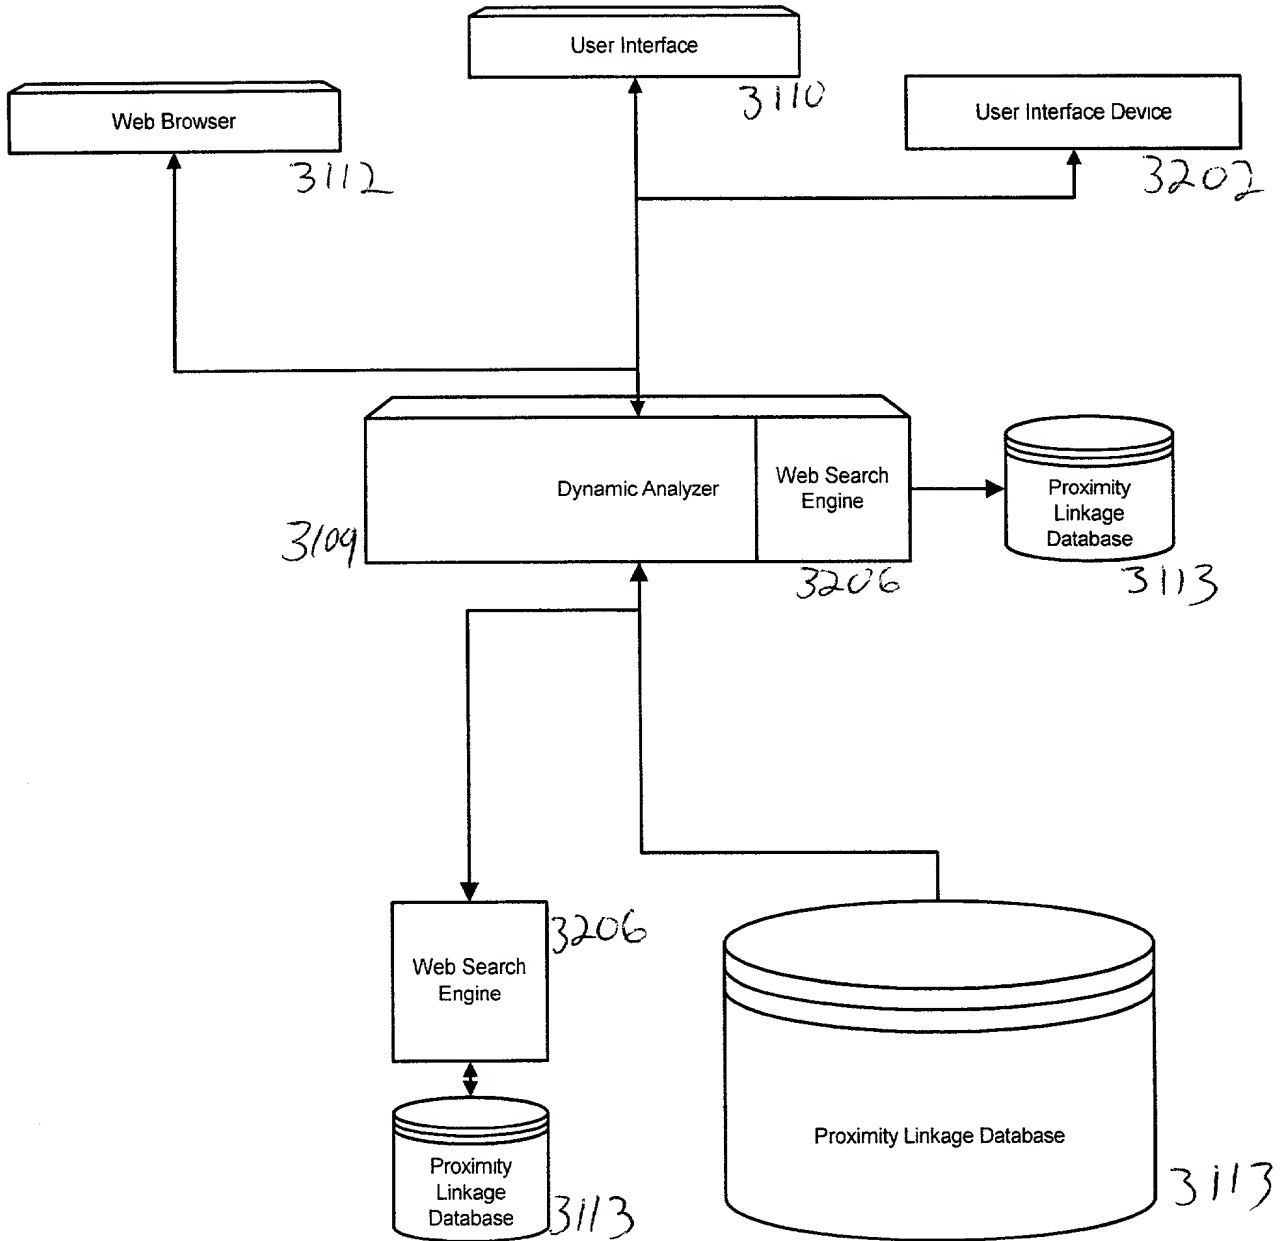 User Interface
3110
Web Browser
3112
User Interface Device
3202
Dynamic Analyzer
3109
Web Search
Engine
3206
Proximity
Linkage
Database
3113
3206
Web Search
Engine
Proximity
Linkage
Database
3113
Proximity Linkage Database
3113